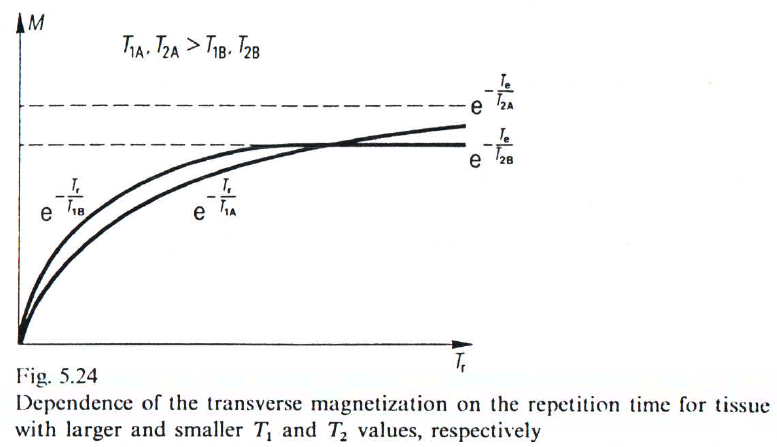 M
T1A, T2A > T1B, T2B
e^-Te/T2A
e^-Te/T2B
e^-Tr/T1B
e^-Tr/T1A
Tr
Fig. 5.24
Dependence of the transverse magnetization on the repetition time for tissue
with larger and smaller T1 and T2 values, respectively